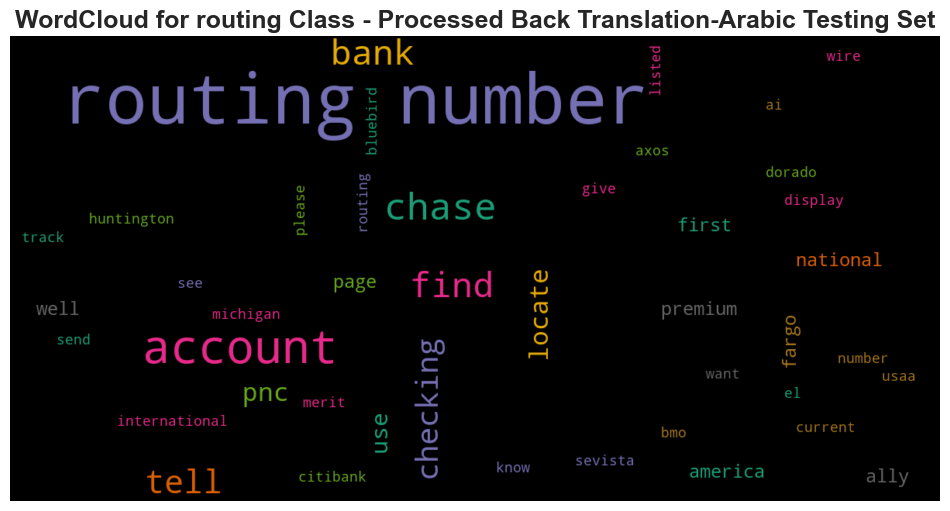 WordCloud for routing Class - Processed Back Translation-Arabic Testing Set
bank
listed
wire
routing number
bluebird
ai
axos
dorado
please
routing
give
display
chase
huntington
first
track
national
see
page
find
locate
well
michigan
premium
send
account
checking
fargo
number
want
usaa
pnc
merit
el
international
use
bmo
current
know
sevista
tell
citibank
america
ally